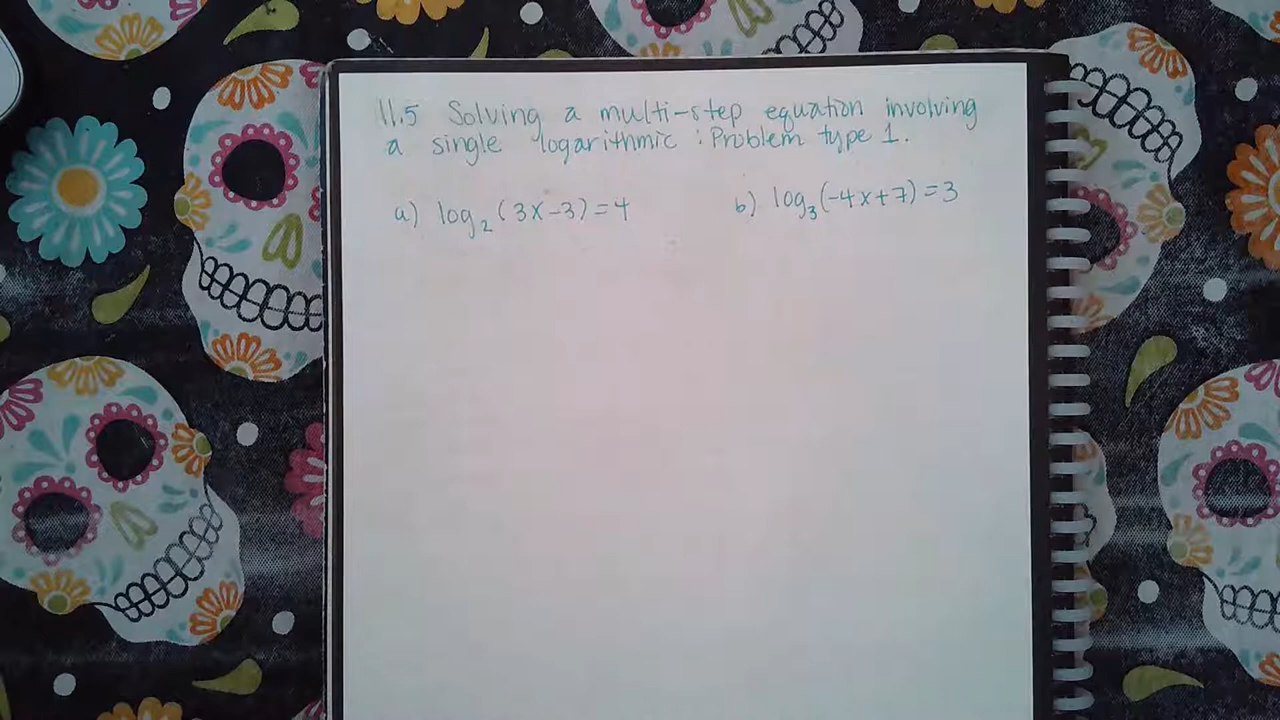 11.5 Solving a multi-step equation involving
a single logarithmic : Problem type 1.
a) log₂(3x-3)=4
b) log₃(-4x+7)=3